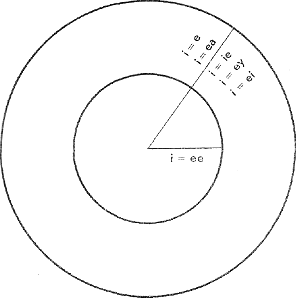 i = e
i = ea
i = ie
i = ey
i = ei
i = ee